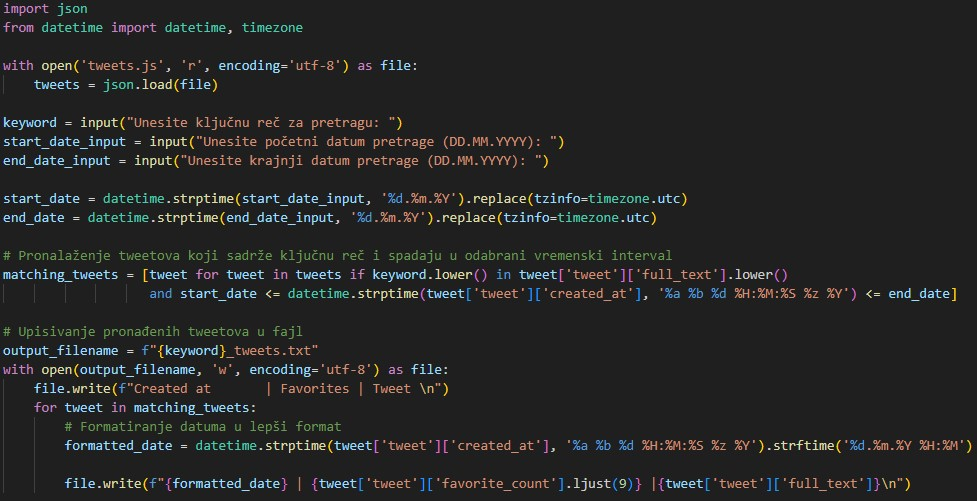 import json
from datetime import datetime, timezone

with open('tweets.js', 'r', encoding='utf-8') as file:
    tweets = json.load(file)

keyword = input("Unesite ključnu reč za pretragu: ")
start_date_input = input("Unesite početni datum pretrage (DD.MM.YYYY): ")
end_date_input = input("Unesite krajnji datum pretrage (DD.MM.YYYY): ")

start_date = datetime.strptime(start_date_input, '%d.%m.%Y').replace(tzinfo=timezone.utc)
end_date = datetime.strptime(end_date_input, '%d.%m.%Y').replace(tzinfo=timezone.utc)

# Pronalaženje tweetova koji sadrže ključnu reč i spadaju u odabrani vremenski interval
matching_tweets = [tweet for tweet in tweets if keyword.lower() in tweet['tweet']['full_text'].lower()
                   and start_date <= datetime.strptime(tweet['tweet']['created_at'], '%a %b %d %H:%M:%S %z %Y') <= end_date]

# Upisivanje pronađenih tweetova u fajl
output_filename = f"{keyword}_tweets.txt"
with open(output_filename, 'w', encoding='utf-8') as file:
    file.write(f"Created at       | Favorites | Tweet \n")
    for tweet in matching_tweets:
        # Formatiranje datuma u lepši format
        formatted_date = datetime.strptime(tweet['tweet']['created_at'], '%a %b %d %H:%M:%S %z %Y').strftime('%d.%m.%Y %H:%M')

        file.write(f"{formatted_date} | {tweet['tweet']['favorite_count'].ljust(9)} |{tweet['tweet']['full_text']}\n")